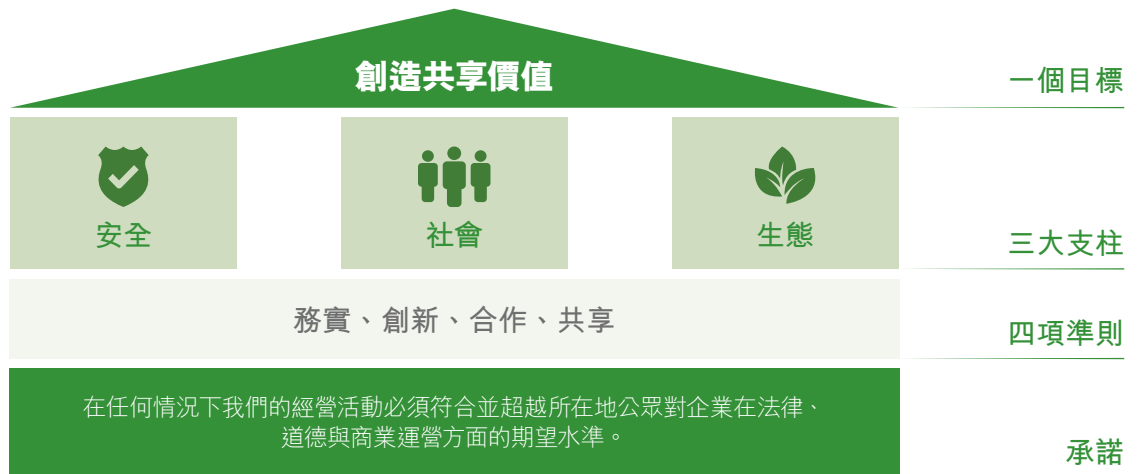 創造共享價值
一個目標
安全
社會
生態
三大支柱
務實、創新、合作、共享
四項準則
在任何情況下我們的經營活動必須符合並超越所在地公眾對企業在法律、
道德與商業運營方面的期望水準。
承諾